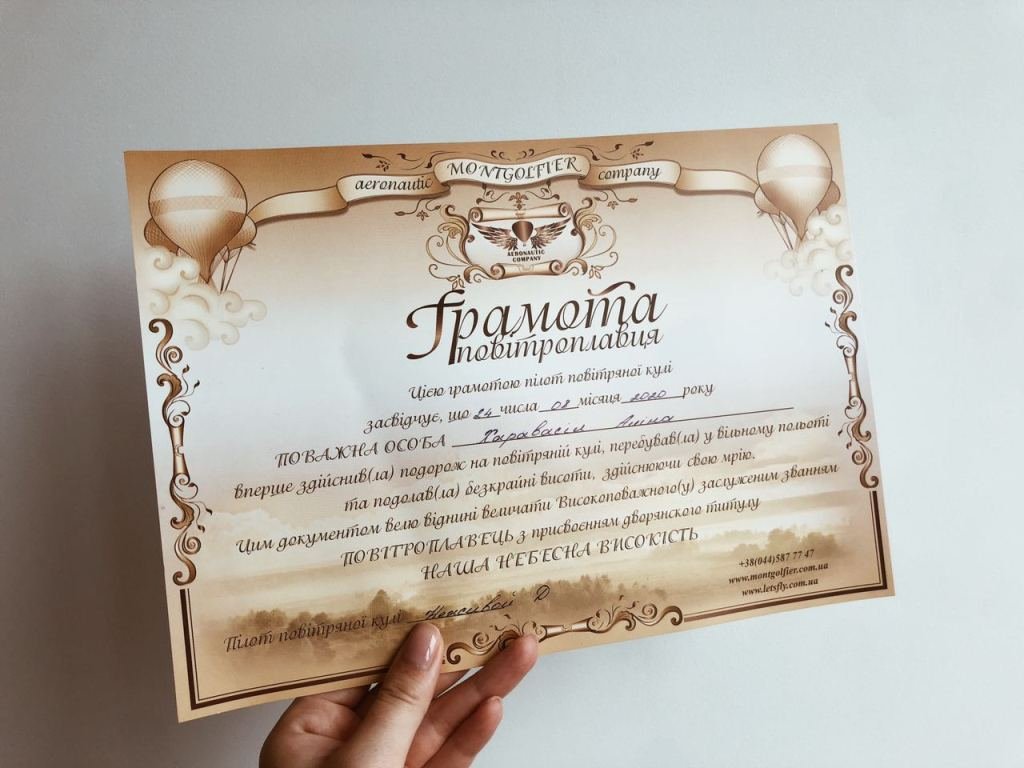 aeronautic MONTGOLFIER company
AERONAUTIC
COMPANY
Грамота
повітроплавця
Цією грамотою пілот повітряної кулі
засвідчує, що 24 числа 08 місяця 2020 року
ПОВАЖНА ОСОБА Каравасіл Аліна
вперше здійснив(ла) подорож на повітряній кулі, перебував(ла) у вільному польоті
та подолав(ла) безкрайні висоти, здійснюючи свою мрію.
Цим документом велю віднині величати Високоповажного(у) заслуженим званням
ПОВІТРОПЛАВЕЦЬ з присвоєнням дворянського титулу
НАША НЕБЕСНА ВИСОКІСТЬ
+38(044)587 77 47
www.montgolfier.com.ua
www.letsfly.com.ua
Пілот повітряної кулі Д